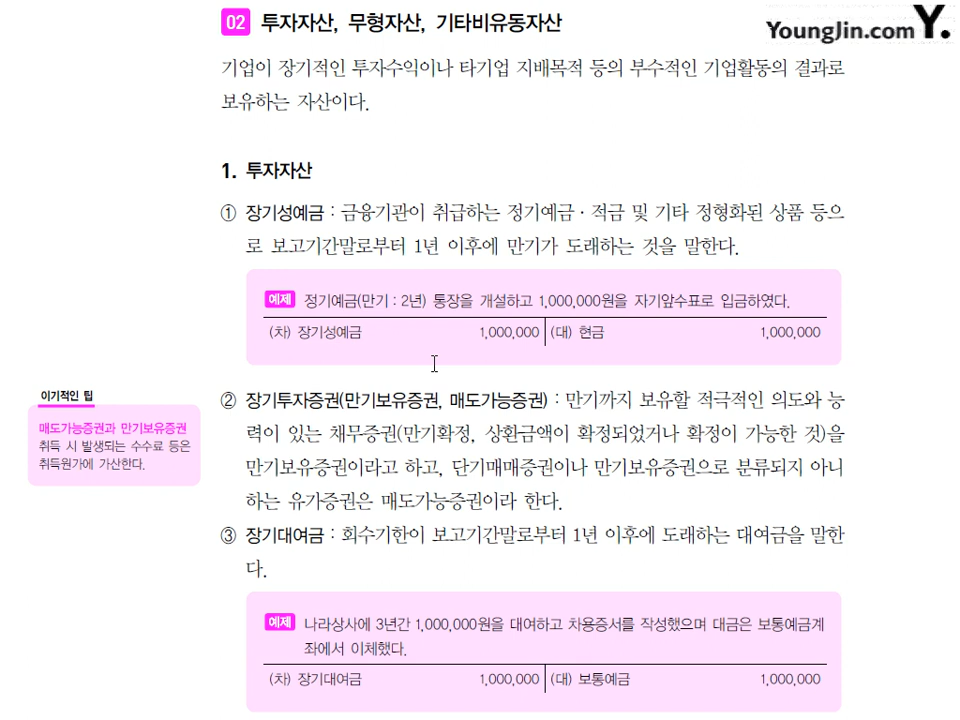 02 투자자산, 무형자산, 기타비유동자산
YoungJin.com Y.
기업이 장기적인 투자수익이나 타기업 지배목적 등의 부수적인 기업활동의 결과로
보유하는 자산이다.
1. 투자자산
① 장기성예금 : 금융기관이 취급하는 정기예금·적금 및 기타 정형화된 상품 등으
로 보고기간말로부터 1년 이후에 만기가 도래하는 것을 말한다.
예제 정기예금(만기 : 2년) 통장을 개설하고 1,000,000원을 자기앞수표로 입금하였다.
(차) 장기성예금 1,000,000 (대) 현금 1,000,000
이기적인 팁
매도가능증권과 만기보유증권
취득 시 발생되는 수수료 등은
취득원가에 가산한다.
② 장기투자증권(만기보유증권, 매도가능증권) : 만기까지 보유할 적극적인 의도와 능
력이 있는 채무증권(만기확정, 상환금액이 확정되었거나 확정이 가능한 것)을
만기보유증권이라고 하고, 단기매매증권이나 만기보유증권으로 분류되지 아니
하는 유가증권은 매도가능증권이라 한다.
③ 장기대여금 : 회수기한이 보고기간말로부터 1년 이후에 도래하는 대여금을 말한
다.
예제 나라상사에 3년간 1,000,000원을 대여하고 차용증서를 작성했으며 대금은 보통예금계
좌에서 이체했다.
(차) 장기대여금 1,000,000 (대) 보통예금 1,000,000